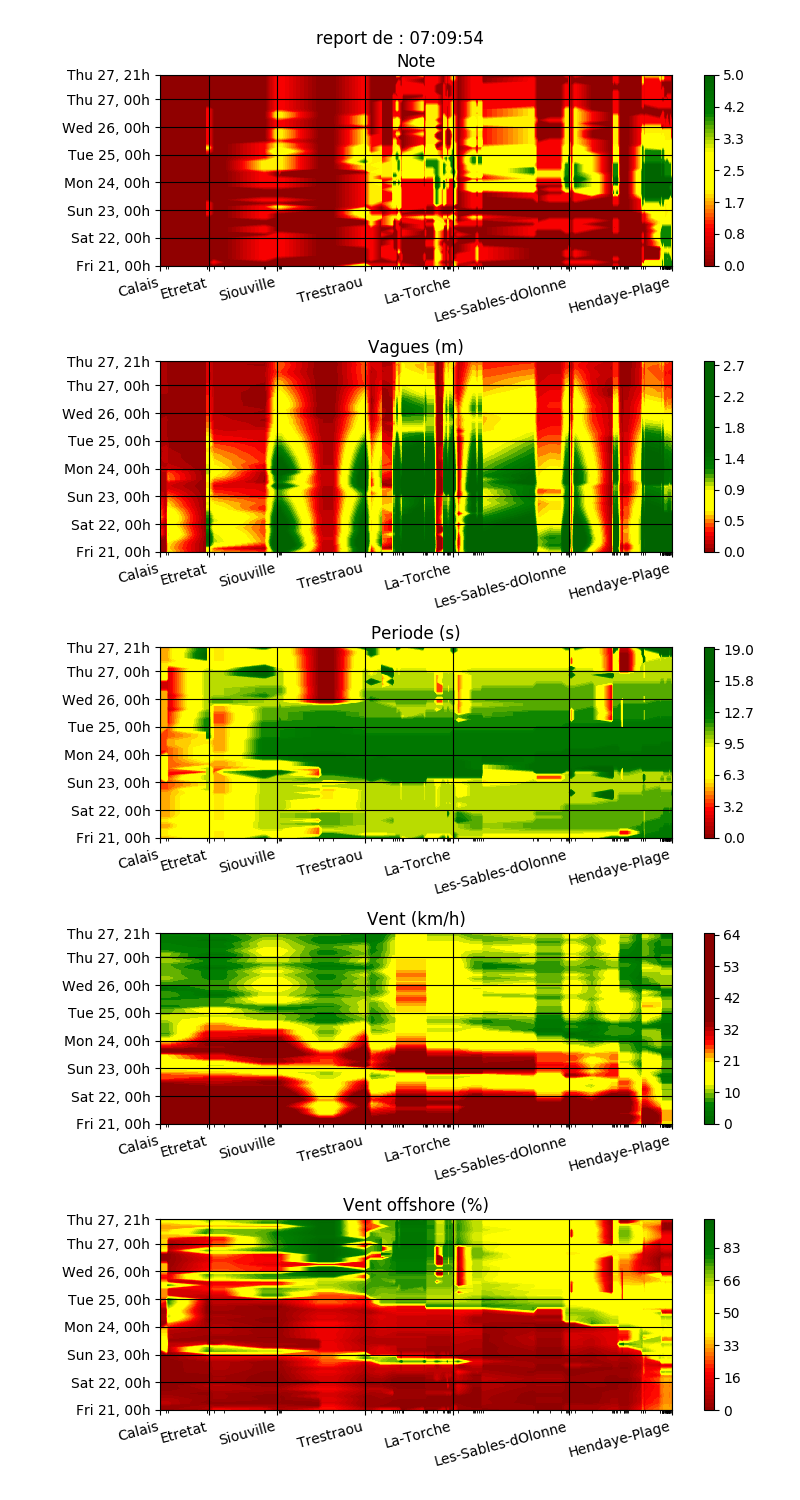 report de : 07:09:54
Note
Thu 27, 21h
Thu 27, 00h
Wed 26, 00h
Tue 25, 00h
Mon 24, 00h
Sun 23, 00h
Sat 22, 00h
Fri 21, 00h
Calais Etretat Siouville Trestraou La-Torche Les-Sables-dOlonne Hendaye-Plage
5.0
4.2
3.3
2.5
1.7
0.8
0.0
Vagues (m)
Thu 27, 21h
Thu 27, 00h
Wed 26, 00h
Tue 25, 00h
Mon 24, 00h
Sun 23, 00h
Sat 22, 00h
Fri 21, 00h
Calais Etretat Siouville Trestraou La-Torche Les-Sables-dOlonne Hendaye-Plage
2.7
2.2
1.8
1.4
0.9
0.5
0.0
Periode (s)
Thu 27, 21h
Thu 27, 00h
Wed 26, 00h
Tue 25, 00h
Mon 24, 00h
Sun 23, 00h
Sat 22, 00h
Fri 21, 00h
Calais Etretat Siouville Trestraou La-Torche Les-Sables-dOlonne Hendaye-Plage
19.0
15.8
12.7
9.5
6.3
3.2
0.0
Vent (km/h)
Thu 27, 21h
Thu 27, 00h
Wed 26, 00h
Tue 25, 00h
Mon 24, 00h
Sun 23, 00h
Sat 22, 00h
Fri 21, 00h
Calais Etretat Siouville Trestraou La-Torche Les-Sables-dOlonne Hendaye-Plage
64
53
42
32
21
10
0
Vent offshore (%)
Thu 27, 21h
Thu 27, 00h
Wed 26, 00h
Tue 25, 00h
Mon 24, 00h
Sun 23, 00h
Sat 22, 00h
Fri 21, 00h
Calais Etretat Siouville Trestraou La-Torche Les-Sables-dOlonne Hendaye-Plage
83
66
50
33
16
0